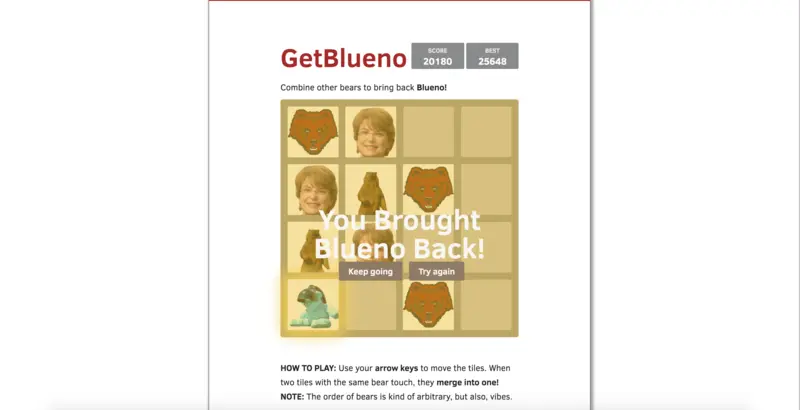 GetBlueno
SCORE
20180
BEST
25648
Combine other bears to bring back Blueno!
You Brought
Blueno Back!
Keep going
Try again
HOW TO PLAY: Use your arrow keys to move the tiles. When
two tiles with the same bear touch, they merge into one!
NOTE: The order of bears is kind of arbitrary, but also, vibes.